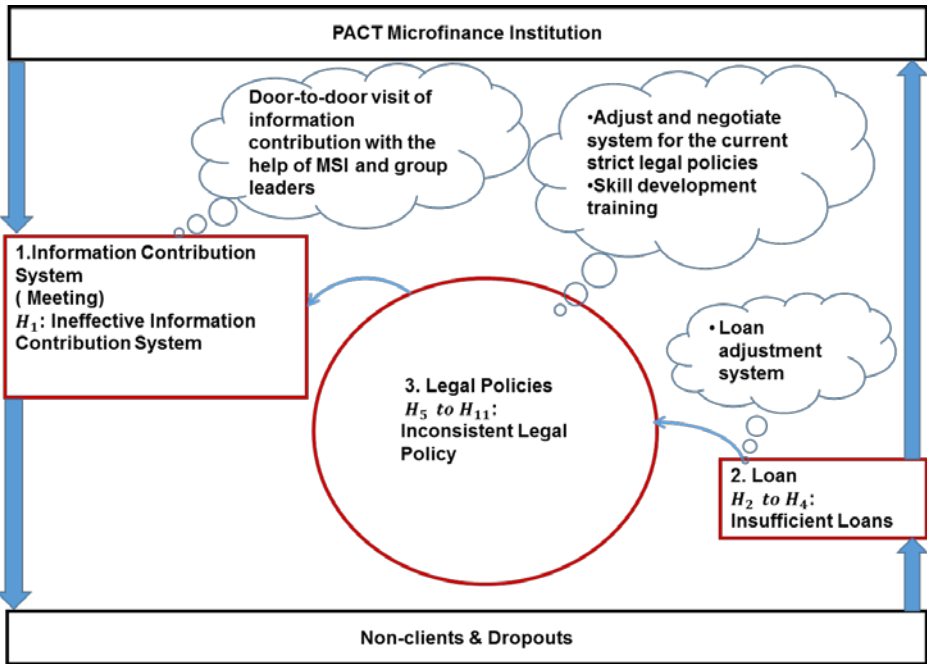 PACT Microfinance Institution
Door-to-door visit of
information
contribution with the
help of MSI and group
leaders
•Adjust and negotiate
system for the current
strict legal policies
•Skill development
training
1.Information Contribution
System
( Meeting)
H₁: Ineffective Information
Contribution System
• Loan
adjustment
system
3. Legal Policies
H₅ to H₁₁:
Inconsistent Legal
Policy
2. Loan
H₂ to H₄:
Insufficient Loans
Non-clients & Dropouts